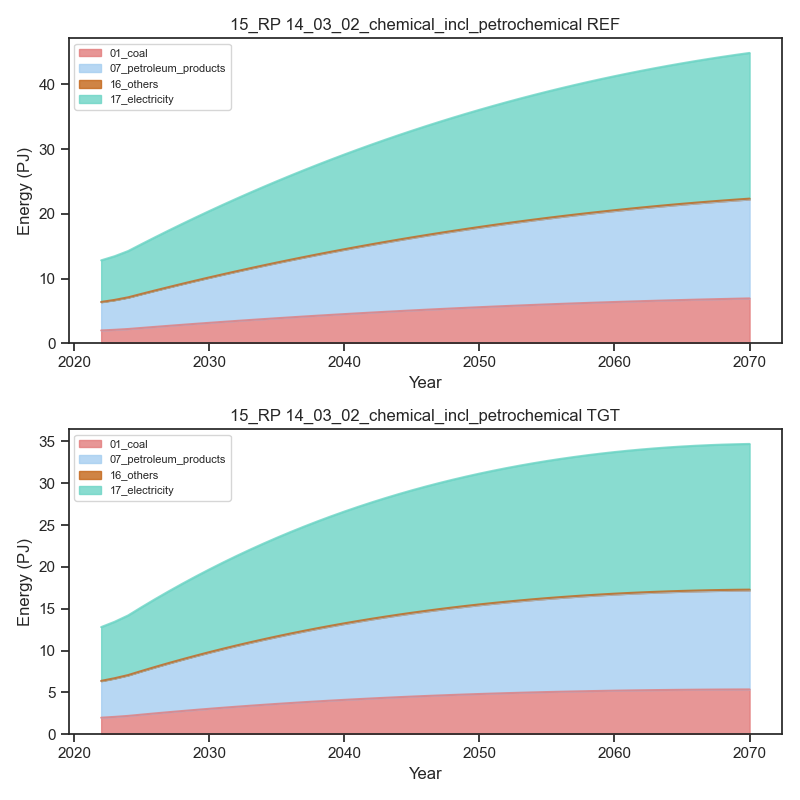 15_RP 14_03_02_chemical_incl_petrochemical REF
01_coal
07_petroleum_products
16_others
17_electricity
Energy (PJ)
40
30
20
10
0
2020 2030 2040 2050 2060 2070
Year
15_RP 14_03_02_chemical_incl_petrochemical TGT
01_coal
07_petroleum_products
16_others
17_electricity
Energy (PJ)
35
30
25
20
15
10
5
0
2020 2030 2040 2050 2060 2070
Year